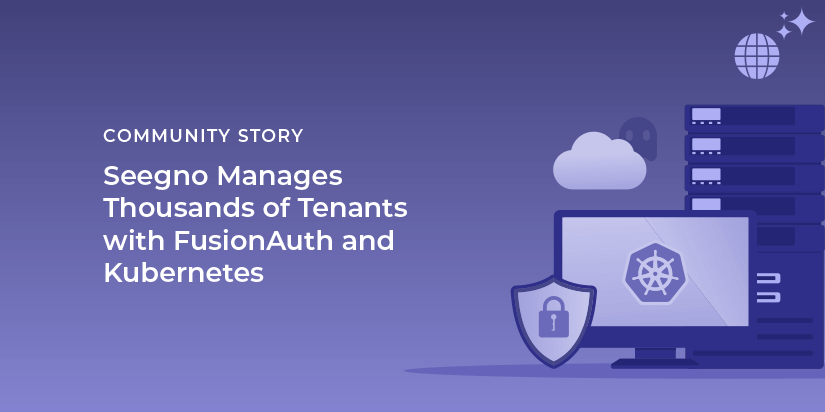 COMMUNITY STORY
Seegno Manages
Thousands of Tenants
with FusionAuth and
Kubernetes